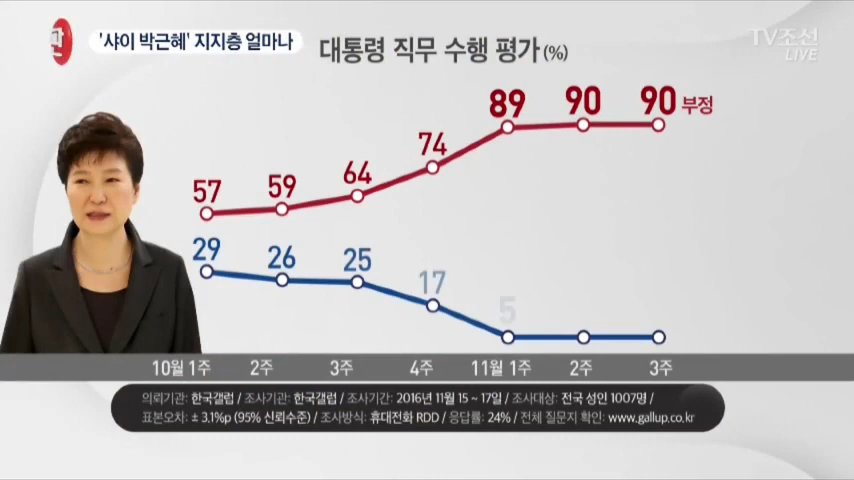 판
'샤이 박근혜' 지지층 얼마나
TV조선
LIVE
대통령 직무 수행 평가(%)
57
59
64
74
89
90
90 부정
29
26
25
17
5
10월 1주
2주
3주
4주
11월 1주
2주
3주
의뢰기관: 한국갤럽 / 조사기관: 한국갤럽 / 조사기간: 2016년 11월 15 ~ 17일 / 조사대상: 전국 성인 1007명 /
표본오차: ± 3.1%p (95% 신뢰수준) / 조사방식: 휴대전화 RDD / 응답률: 24% / 전체 질문지 확인: www.gallup.co.kr